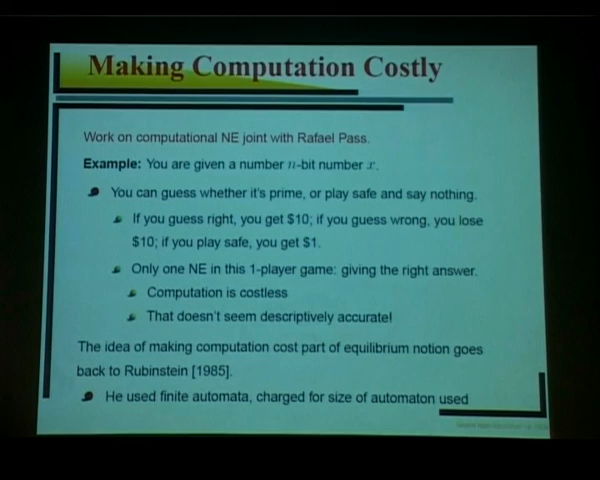 Making Computation Costly
Work on computational NE joint with Rafael Pass.
Example: You are given a number n-bit number x.
You can guess whether it's prime, or play safe and say nothing.
If you guess right, you get $10; if you guess wrong, you lose
$10; if you play safe, you get $1.
Only one NE in this 1-player game: giving the right answer.
Computation is costless
That doesn't seem descriptively accurate!
The idea of making computation cost part of equilibrium notion goes
back to Rubinstein [1985].
He used finite automata, charged for size of automaton used